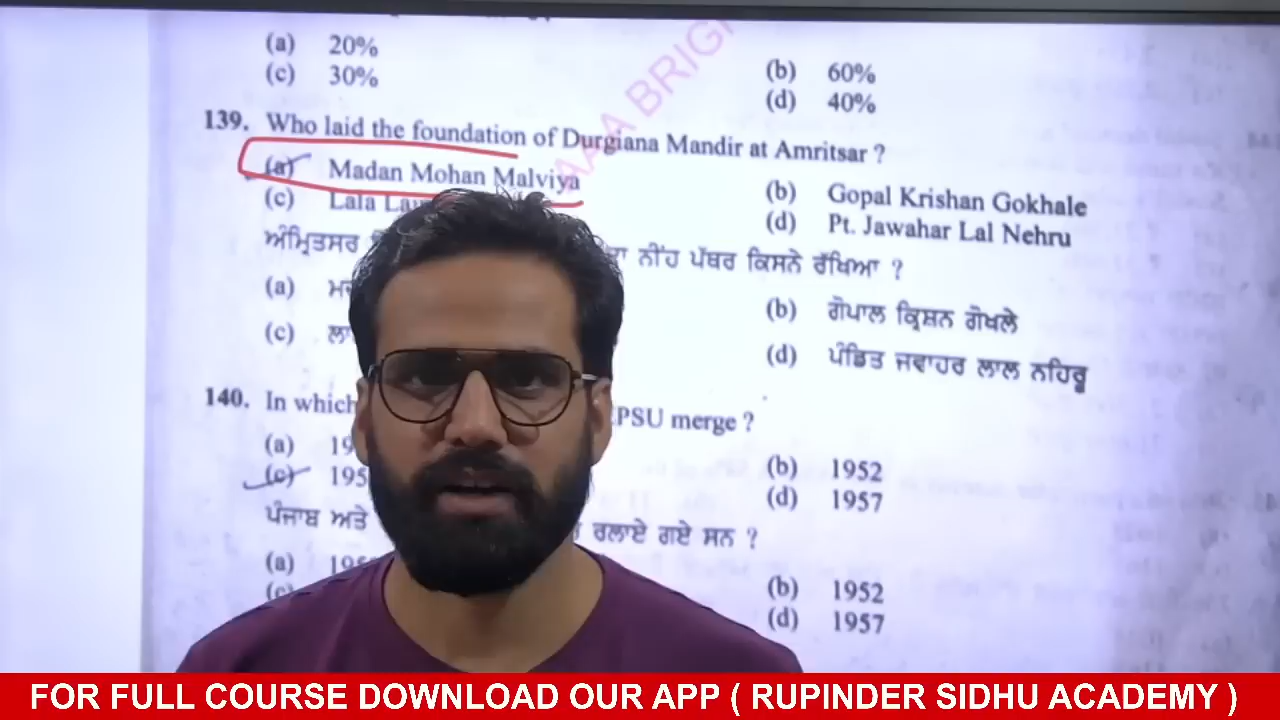 (a) 20%
(b) 60%
(c) 30%
(d) 40%
AAA BRIG
139. Who laid the foundation of Durgiana Mandir at Amritsar ?
(a) Madan Mohan Malviya
(b) Gopal Krishan Gokhale
(c) Lala
(d) Pt. Jawahar Lal Nehru
ਅੰਮ੍ਰਿਤਸਰ ਨੀਂਹ ਪੱਥਰ ਕਿਸਨੇ ਰੱਖਿਆ ?
(a)
(b) ਗੋਪਾਲ ਕ੍ਰਿਸ਼ਨ ਗੋਖਲੇ
(c)
(d) ਪੰਡਿਤ ਜਵਾਹਰ ਲਾਲ ਨਹਿਰੂ
140. In which PSU merge ?
(a)
(b) 1952
(c)
(d) 1957
ਪੰਜਾਬ ਅਤੇ ਰਲਾਏ ਗਏ ਸਨ ?
(a)
(b) 1952
(d) 1957
FOR FULL COURSE DOWNLOAD OUR APP ( RUPINDER SIDHU ACADEMY )